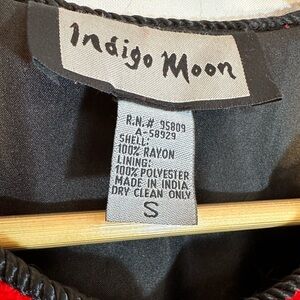 Indigo Moon
R.N.# 95809
A-58929
SHELL:
100% RAYON
LINING:
100% POLYESTER
MADE IN INDIA
DRY CLEAN ONLY
S